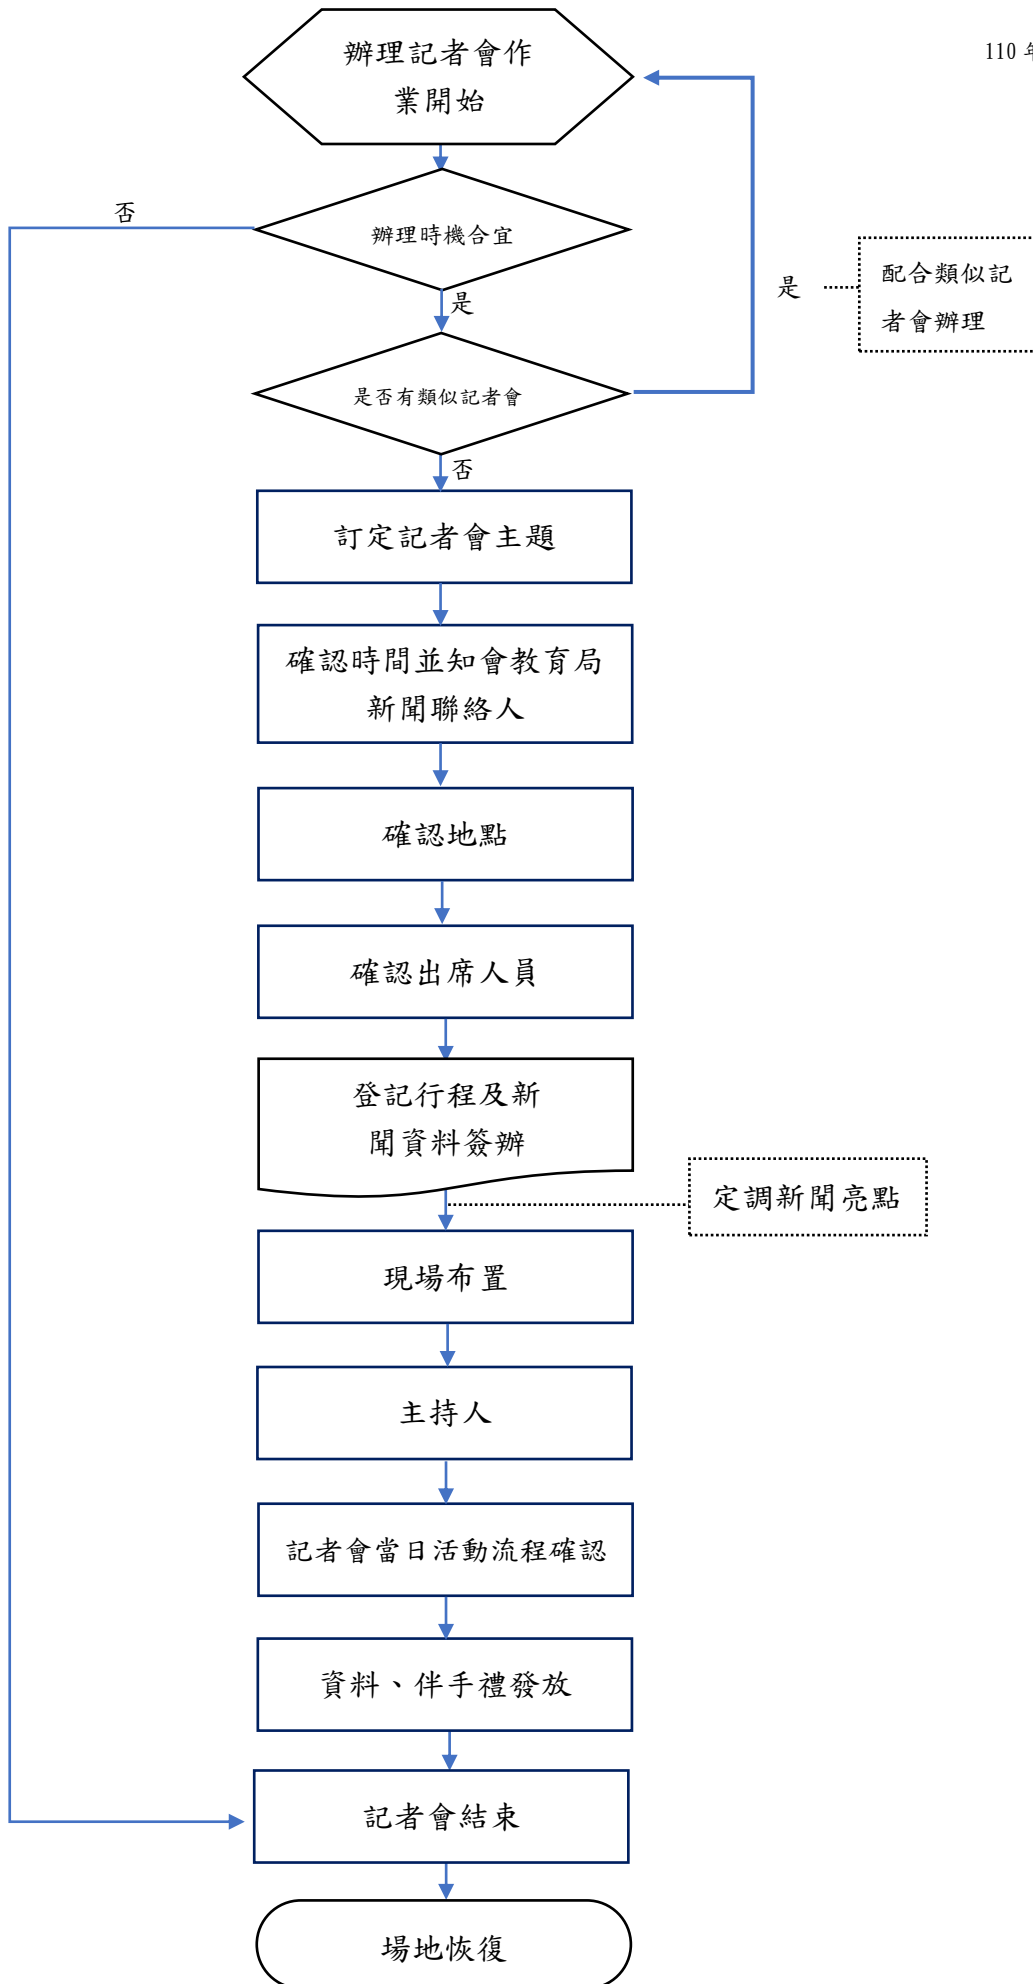 110 年
辦理記者會作
業開始
否
辦理時機合宜
是
配合類似記
者會辦理
是
是否有類似記者會
否
訂定記者會主題
確認時間並知會教育局
新聞聯絡人
確認地點
確認出席人員
登記行程及新
聞資料簽辦
定調新聞亮點
現場布置
主持人
記者會當日活動流程確認
資料、伴手禮發放
記者會結束
場地恢復